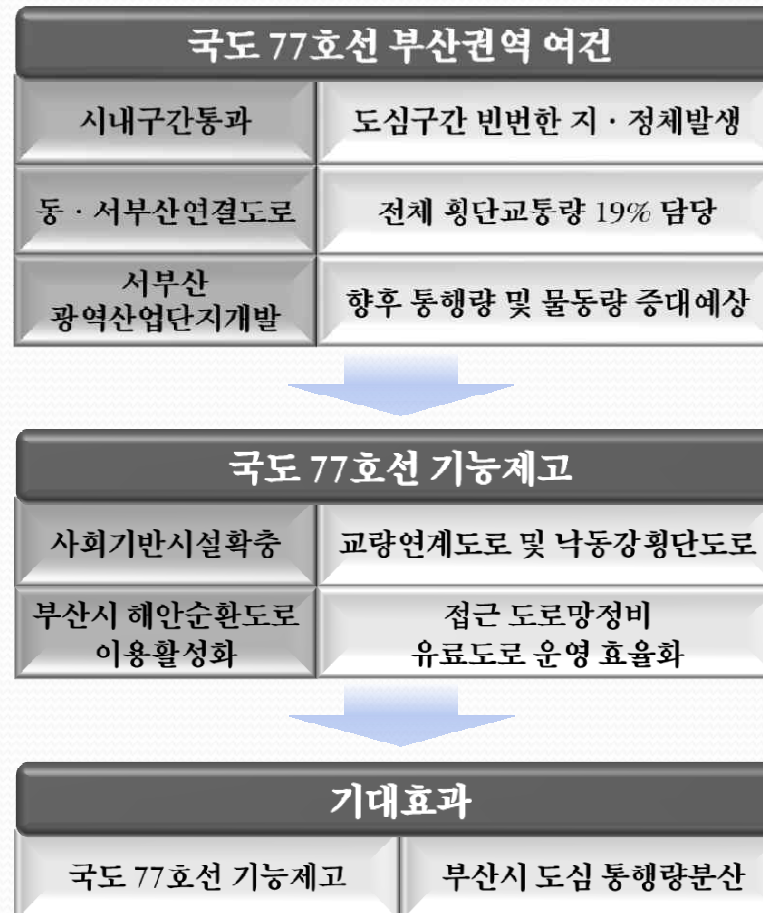 국도 77호선 부산권역 여건
시내구간통과
도심구간 빈번한 지 · 정체발생
동 · 서부산연결도로
전체 횡단교통량 19% 담당
서부산
광역산업단지개발
향후 통행량 및 물동량 증대예상
국도 77호선 기능제고
사회기반시설확충
교량연계도로 및 낙동강횡단도로
부산시 해안순환도로
이용활성화
접근 도로망정비
유료도로 운영 효율화
기대효과
국도 77호선 기능제고
부산시 도심 통행량분산